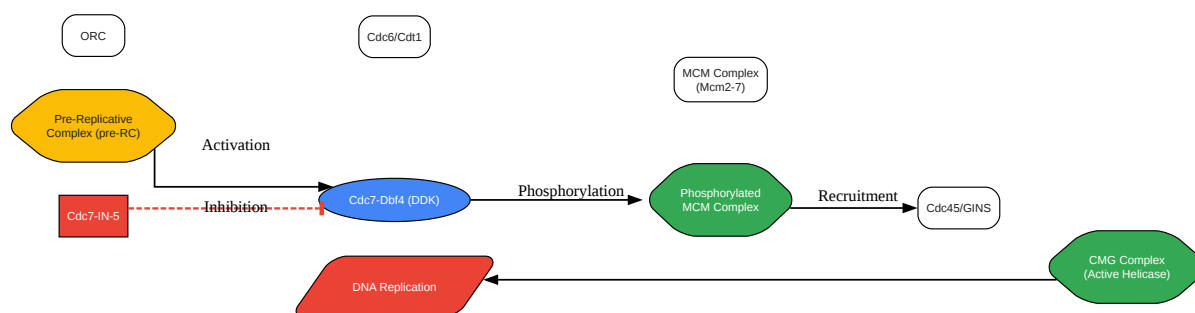 ORC
Cdc6/Cdt1
MCM Complex
(Mcm2-7)
Pre-Replicative
Complex (pre-RC)
Activation
Cdc7-IN-5
Inhibition
Cdc7-Dbf4 (DDK)
Phosphorylation
Phosphorylated
MCM Complex
Recruitment
Cdc45/GINS
CMG Complex
(Active Helicase)
DNA Replication